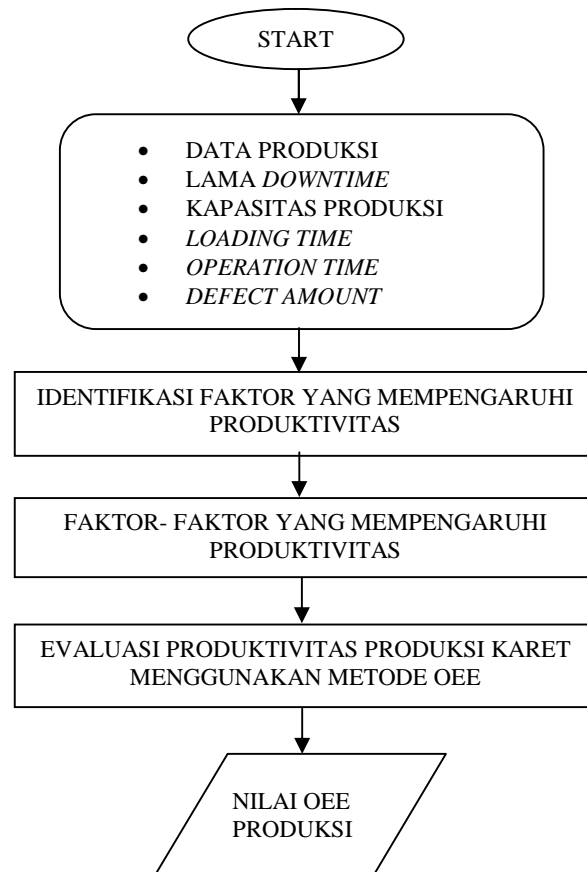 START
• DATA PRODUKSI
• LAMA DOWNTIME
• KAPASITAS PRODUKSI
• LOADING TIME
• OPERATION TIME
• DEFECT AMOUNT
IDENTIFIKASI FAKTOR YANG MEMPENGARUHI
PRODUKTIVITAS
FAKTOR- FAKTOR YANG MEMPENGARUHI
PRODUKTIVITAS
EVALUASI PRODUKTIVITAS PRODUKSI KARET
MENGGUNAKAN METODE OEE
NILAI OEE
PRODUKSI